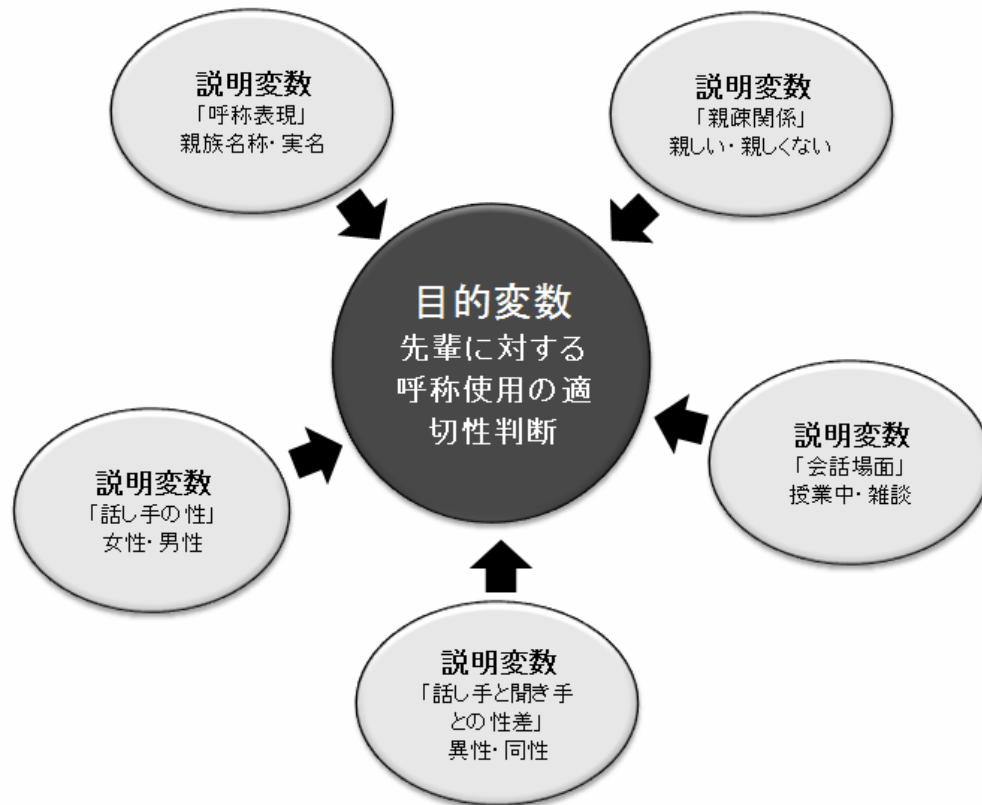 説明変数
「呼称表現」
親族名称・実名
説明変数
「親疎関係」
親しい・親しくない
目的変数
先輩に対する
呼称使用の適
切性判断
説明変数
「話し手の性」
女性・男性
説明変数
「会話場面」
授業中・雑談
説明変数
「話し手と聞き手
との性差」
異性・同性